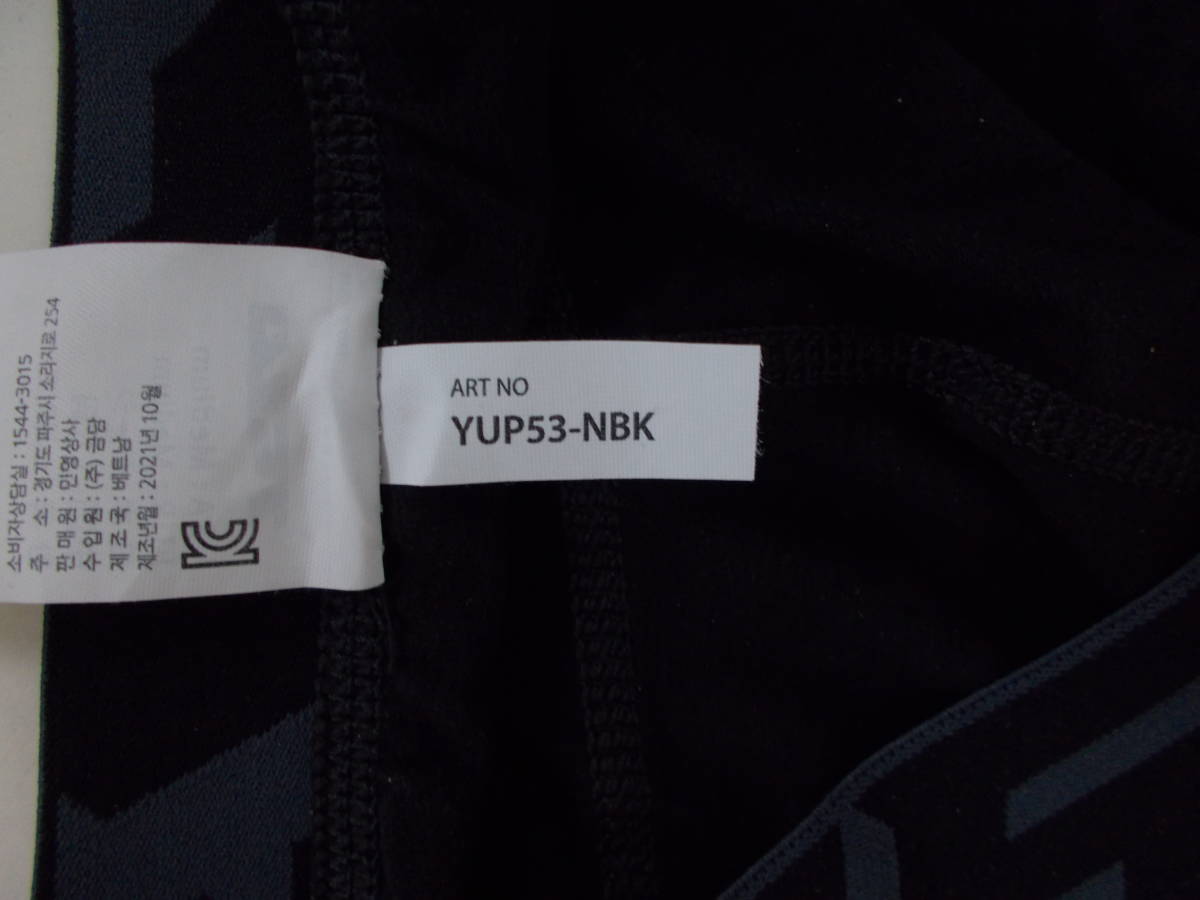 소비자상담실 : 1544-3015
주 소 : 경기도 파주시 소리지로 254
판 매 원 : 민영상사
수 입 원 : (주) 금담
제 조 국 : 베트남
제조년월 : 2021년 10월
ART NO
YUP53-NBK